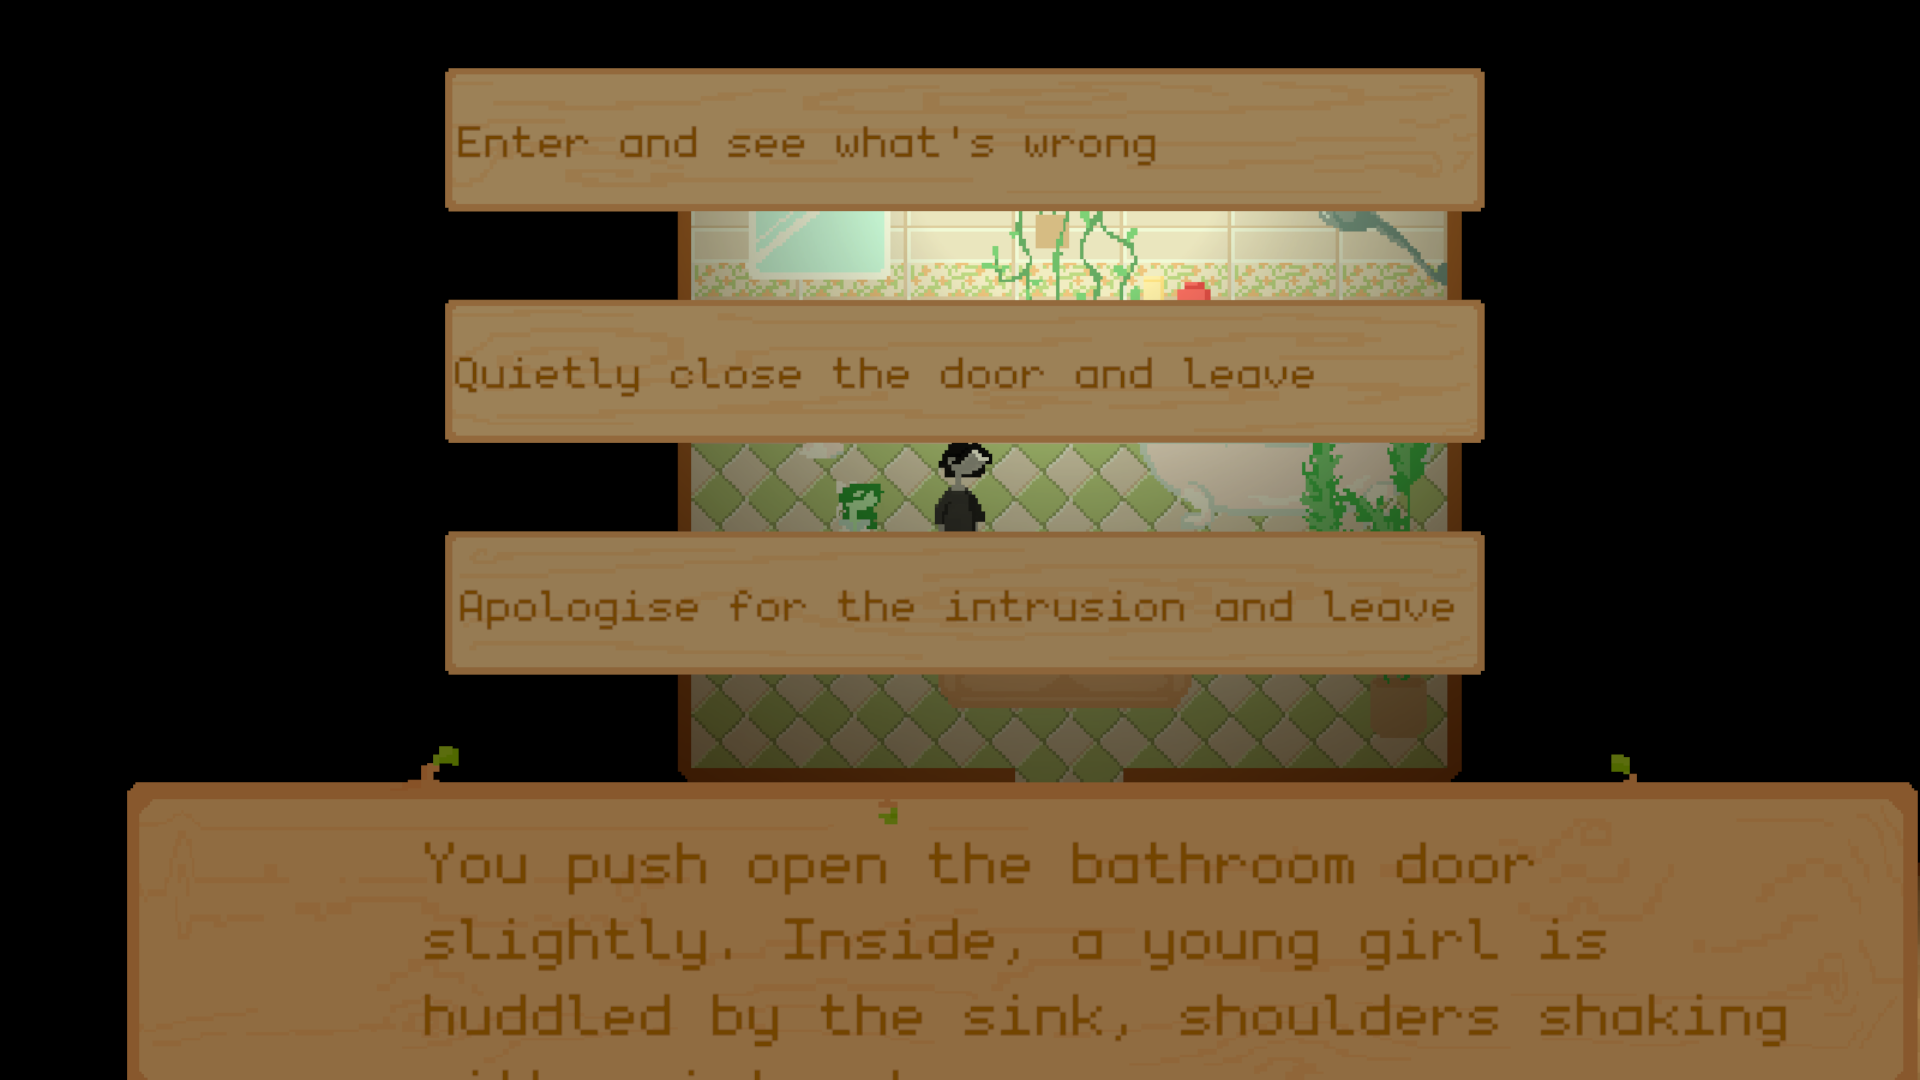 Enter and see what's wrong
Quietly close the door and leave
Apologise for the intrusion and leave
You push open the bathroom door
slightly. Inside, a young girl is
huddled by the sink, shoulders shaking